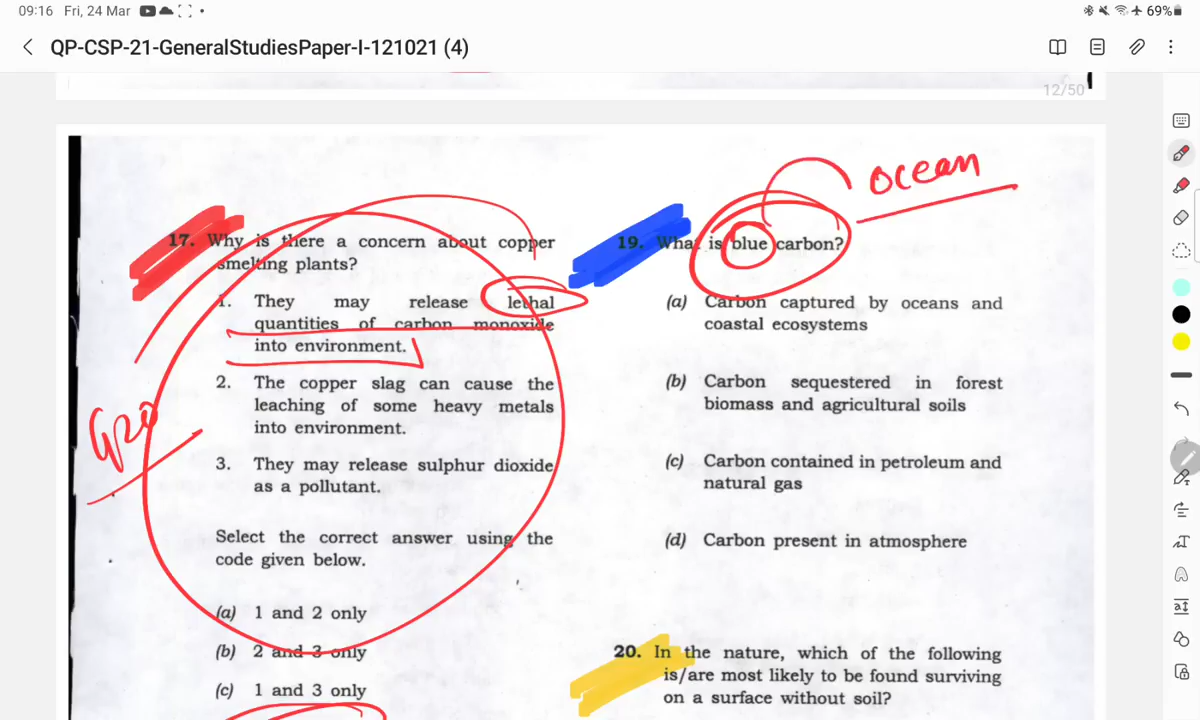 09:16 Fri, 24 Mar
69%
QP-CSP-21-GeneralStudiesPaper-I-121021 (4)
12/50
17. Why is there a concern about copper
smelting plants?
1. They may release lethal
quantities of carbon monoxide
into environment.
2. The copper slag can cause the
leaching of some heavy metals
into environment.
3. They may release sulphur dioxide
as a pollutant.
Select the correct answer using the
code given below.
(a) 1 and 2 only
(b) 2 and 3 only
(c) 1 and 3 only
ocean
19. What is blue carbon?
(a) Carbon captured by oceans and
coastal ecosystems
(b) Carbon sequestered in forest
biomass and agricultural soils
(c) Carbon contained in petroleum and
natural gas
(d) Carbon present in atmosphere
20. In the nature, which of the following
is/are most likely to be found surviving
on a surface without soil?